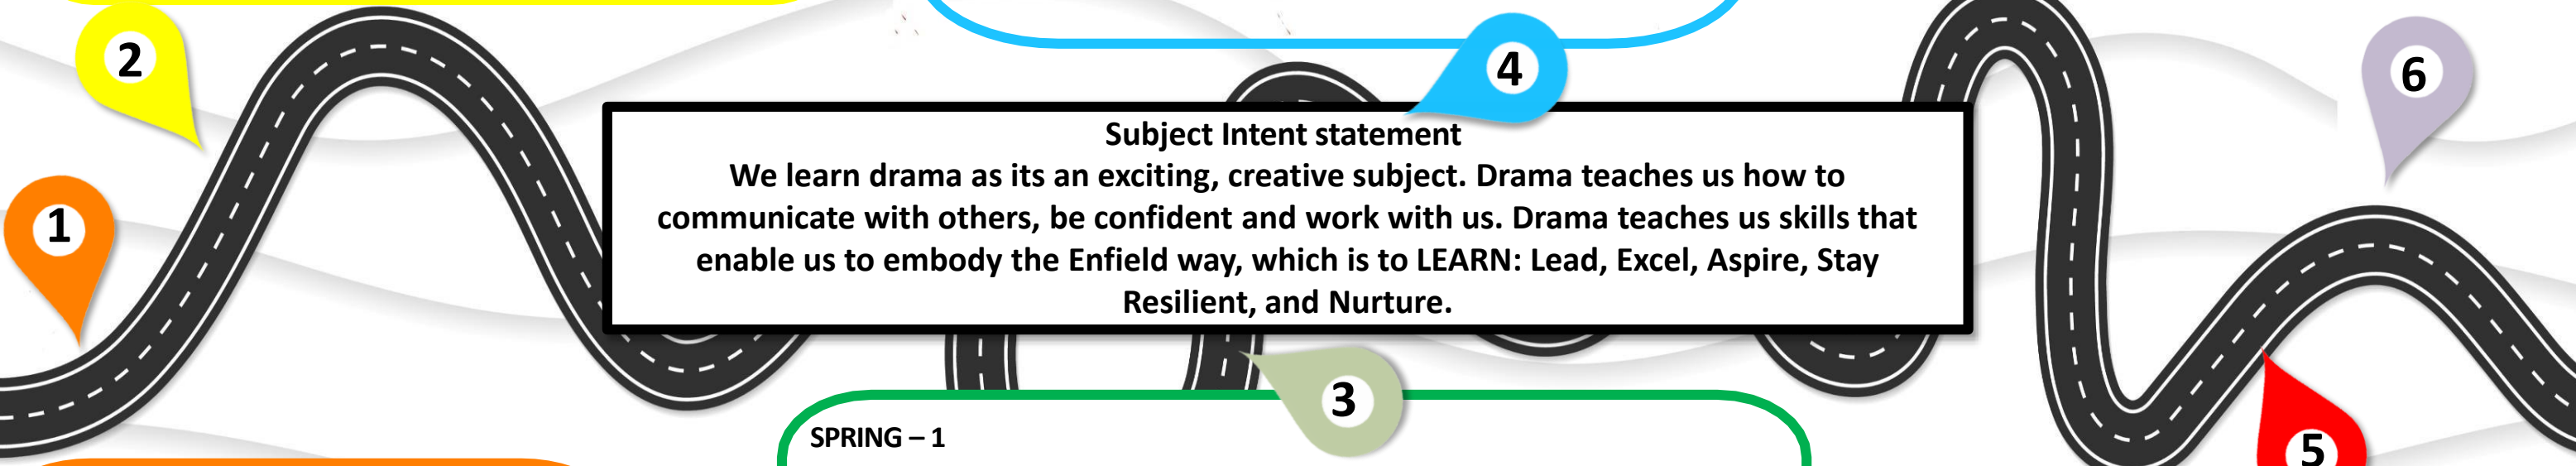 2
4
6
1
Subject Intent statement
We learn drama as its an exciting, creative subject. Drama teaches us how to
communicate with others, be confident and work with us. Drama teaches us skills that
enable us to embody the Enfield way, which is to LEARN: Lead, Excel, Aspire, Stay
Resilient, and Nurture.
3
SPRING – 1
5